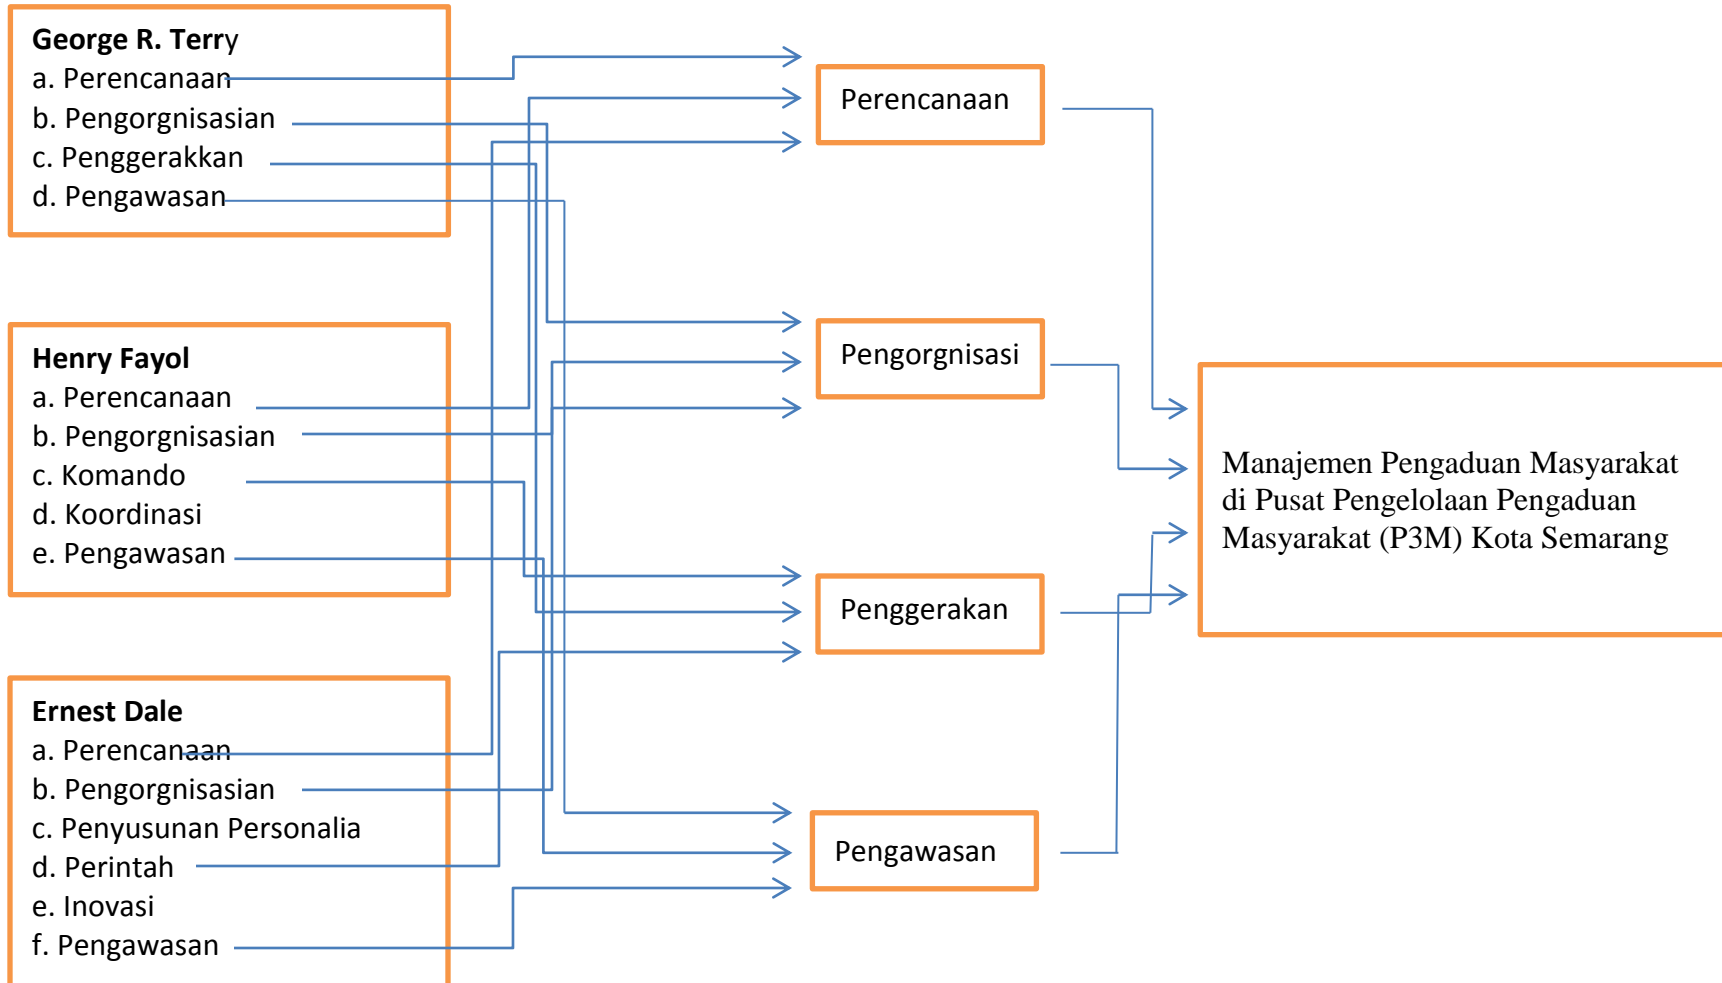 George R. Terry
a. Perencanaan
b. Pengorgnisasian
c. Penggerakkan
d. Pengawasan
Henry Fayol
a. Perencanaan
b. Pengorgnisasian
c. Komando
d. Koordinasi
e. Pengawasan
Ernest Dale
a. Perencanaan
b. Pengorgnisasian
c. Penyusunan Personalia
d. Perintah
e. Inovasi
f. Pengawasan
Perencanaan
Pengorgnisasi
Penggerakan
Pengawasan
Manajemen Pengaduan Masyarakat
di Pusat Pengelolaan Pengaduan
Masyarakat (P3M) Kota Semarang